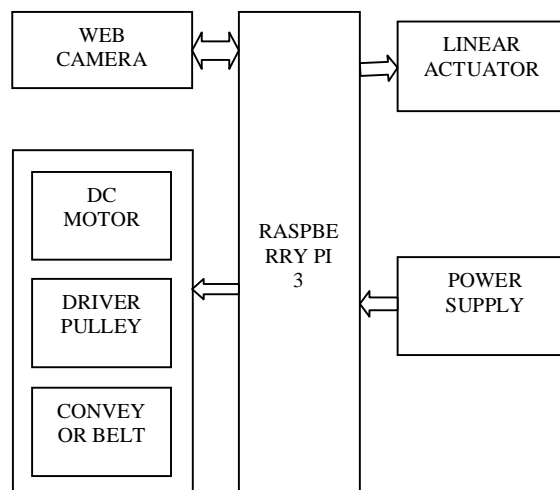 WEB
CAMERA
LINEAR
ACTUATOR
DC
MOTOR
DRIVER
PULLEY
CONVEY
OR BELT
RASPBE
RRY PI
3
POWER
SUPPLY